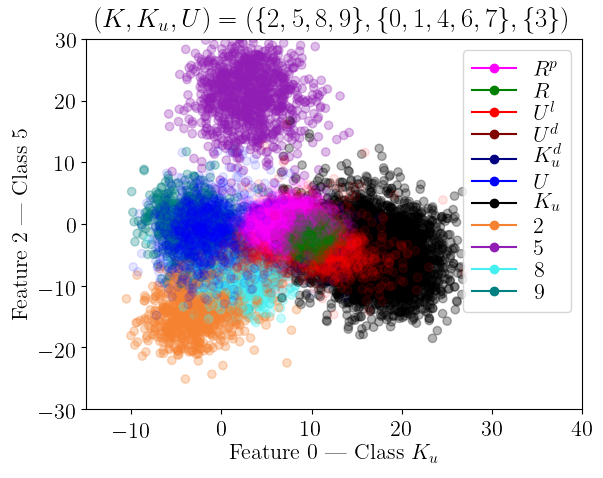 (K, K_u, U) = ({2, 5, 8, 9}, {0, 1, 4, 6, 7}, {3})
30
20
10
0
−10
−20
−30
Feature 2 — Class 5
R^p
R
U^l
U^d
K_u^d
U
K_u
2
5
8
9
−10
0
10
20
30
40
Feature 0 — Class K_u